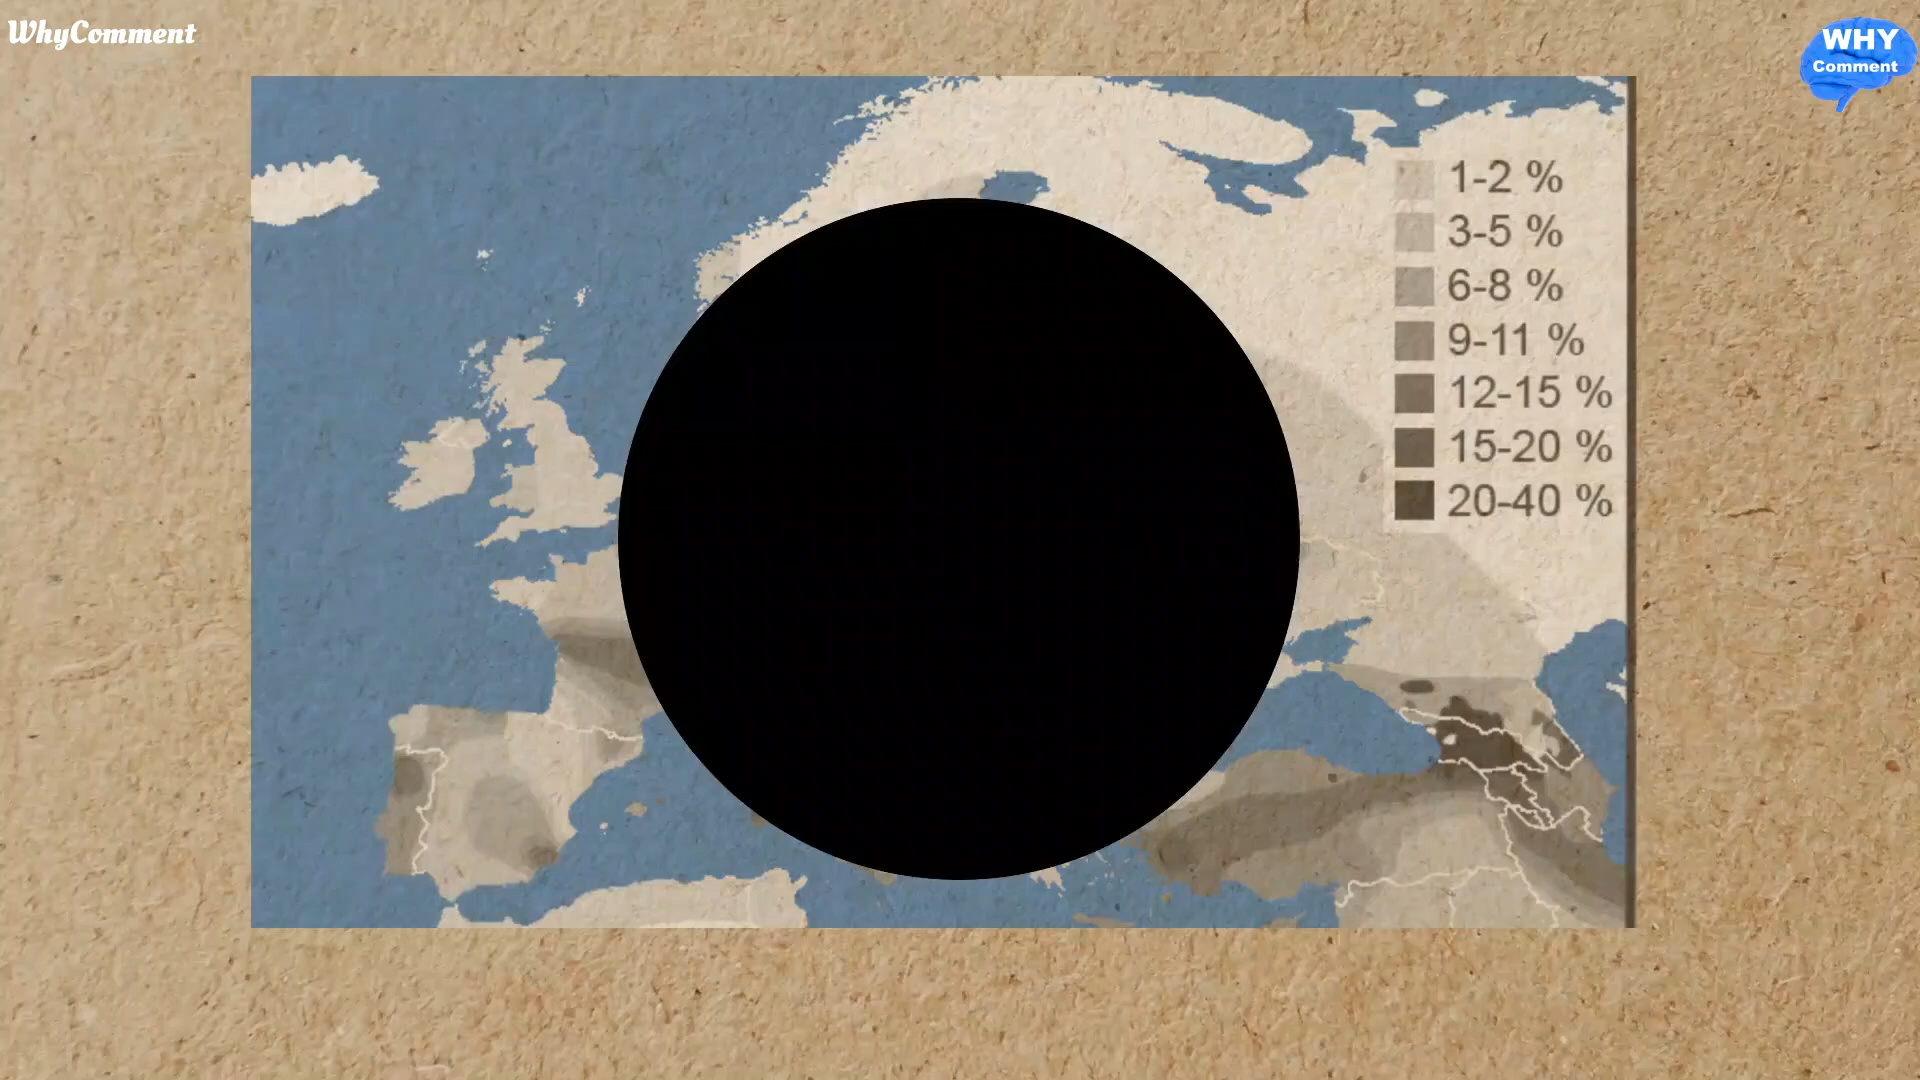 WhyComment
WHY
Comment
1-2 %
3-5 %
6-8 %
9-11 %
12-15 %
15-20 %
20-40 %